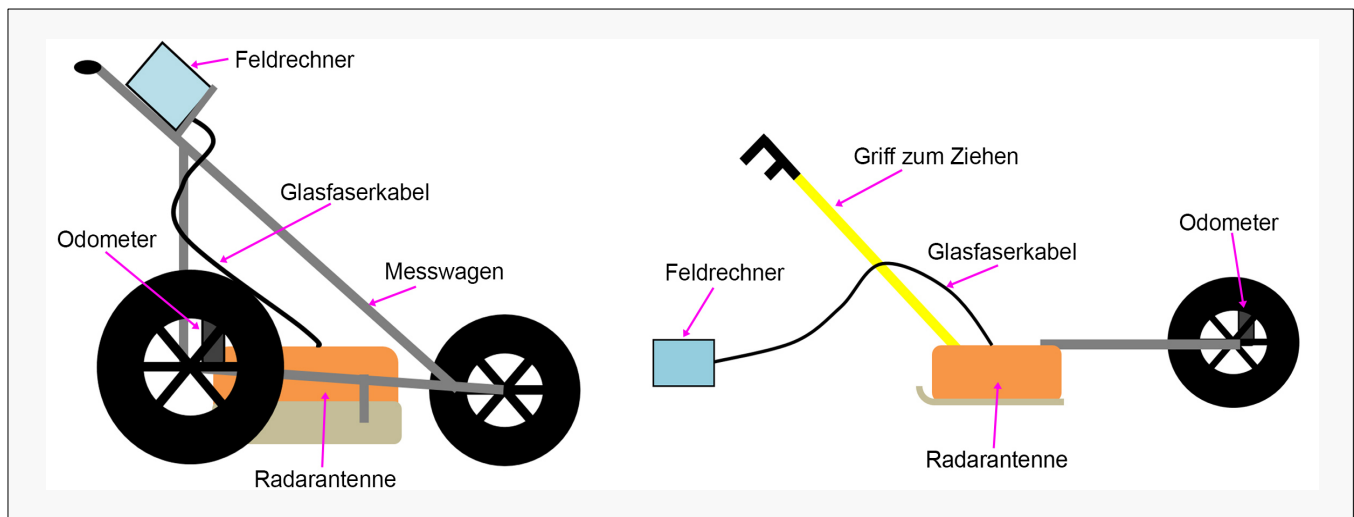 Feldrechner
Glasfaserkabel
Odometer
Messwagen
Radarantenne
Griff zum Ziehen
Odometer
Glasfaserkabel
Feldrechner
Radarantenne